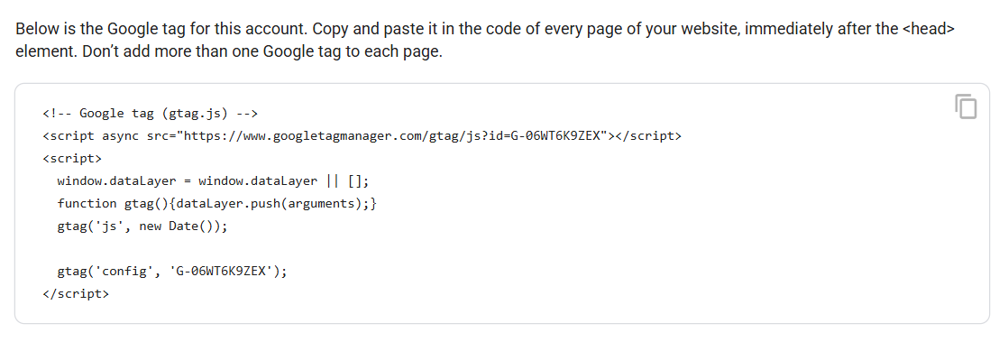 Below is the Google tag for this account. Copy and paste it in the code of every page of your website, immediately after the <head>
element. Don’t add more than one Google tag to each page.
<!-- Google tag (gtag.js) -->
<script async src="https://www.googletagmanager.com/gtag/js?id=G-06WT6K9ZEX"></script>
<script>
  window.dataLayer = window.dataLayer || [];
  function gtag(){dataLayer.push(arguments);}
  gtag('js', new Date());

  gtag('config', 'G-06WT6K9ZEX');
</script>